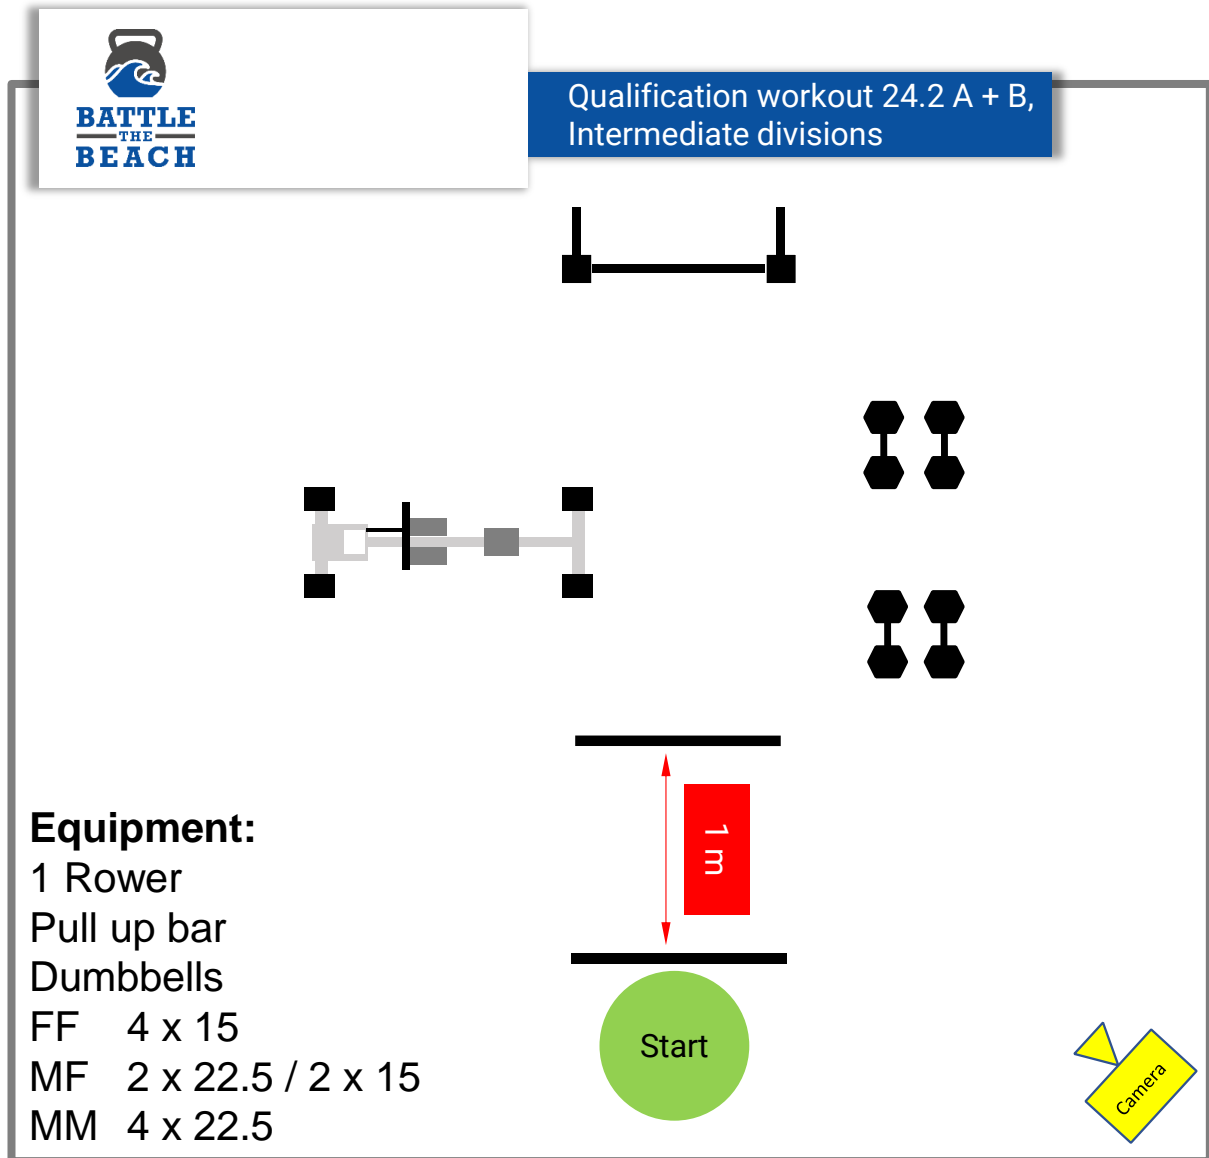 BATTLE
THE
BEACH
Qualification workout 24.2 A + B,
Intermediate divisions
1 m
Equipment:
1 Rower
Pull up bar
Dumbbells
FF 4 x 15
MF 2 x 22.5 / 2 x 15
MM 4 x 22.5
Start
Camera